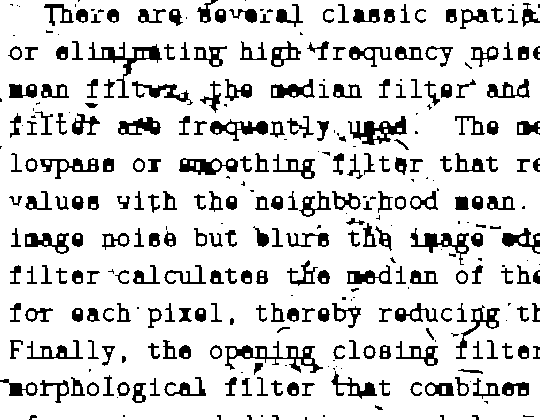 There are several classic spatial
or eliminating high frequency noise
mean filter, the median filter and
filter are frequently used. The me
lowpass or smoothing filter that re
values with the neighborhood mean.
image noise but blurs the image edg
filter calculates the median of the
for each pixel, thereby reducing th
Finally, the opening closing filter
morphological filter that combines